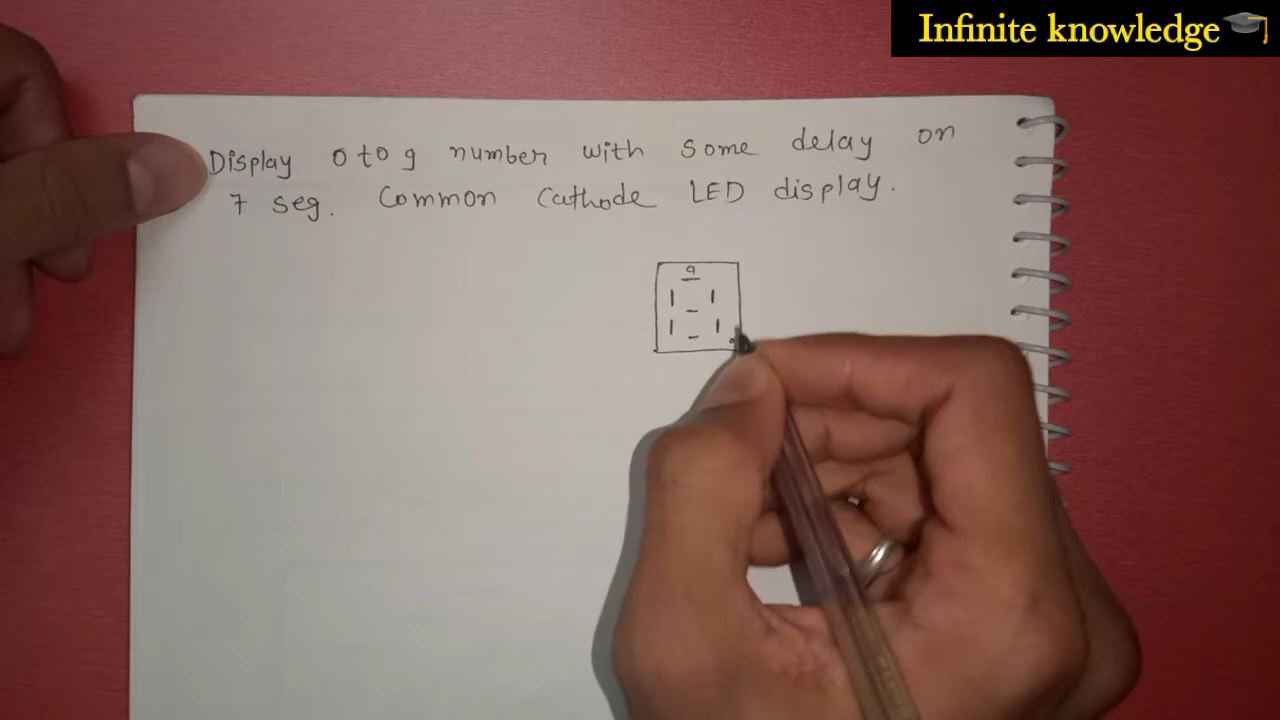 Infinite knowledge
Display 0 to 9 number with some delay on
7 seg. Common Cathode LED display.
a